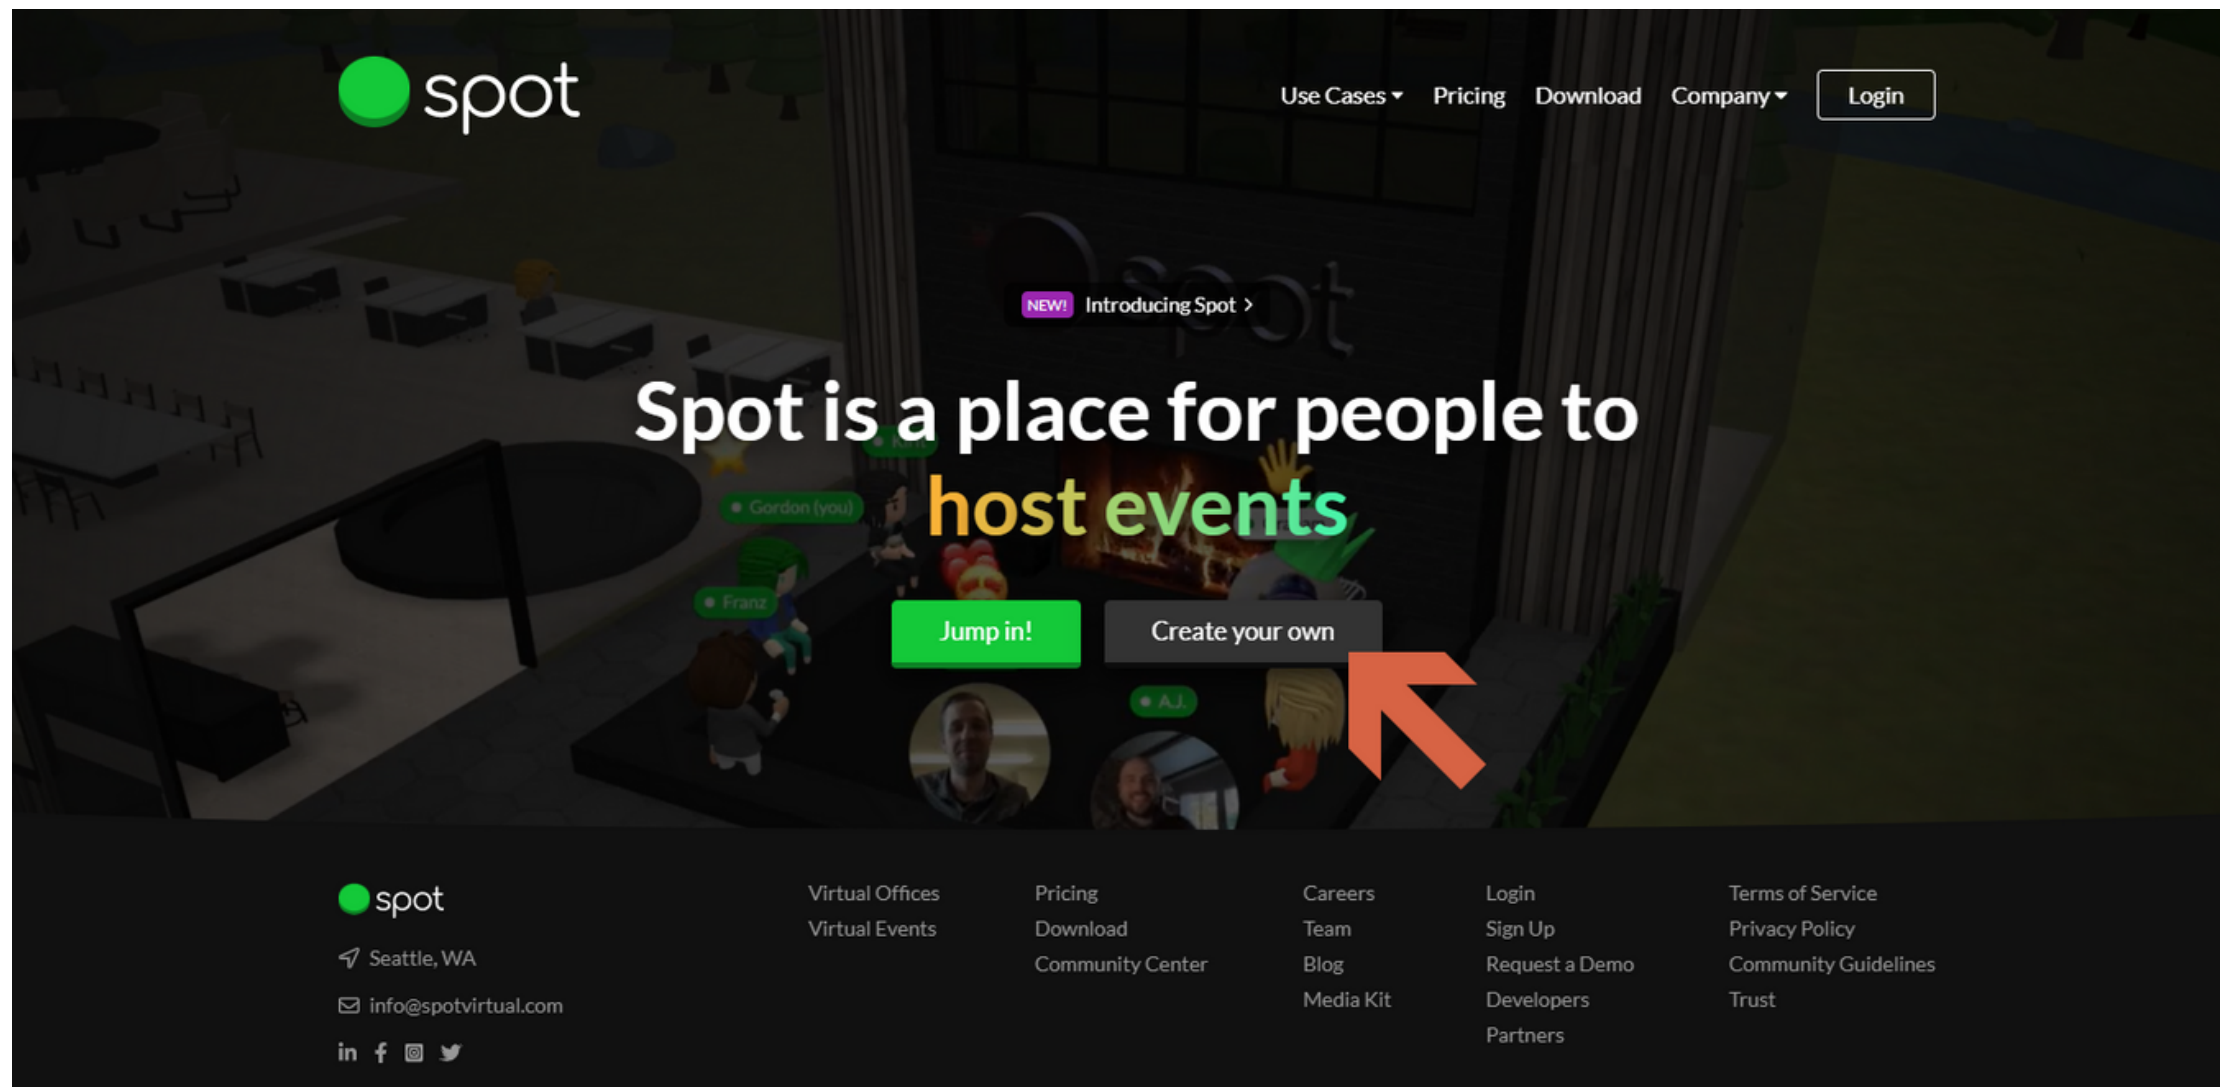 spot
Use Cases Pricing Download Company Login
spot
NEW! Introducing Spot >
Spot is a place for people to
host events
Gordon (you)
Franz
Jump in! Create your own
A.J.
spot
Seattle, WA
info@spotvirtual.com
Virtual Offices
Virtual Events
Pricing
Download
Community Center
Careers
Team
Blog
Media Kit
Login
Sign Up
Request a Demo
Developers
Partners
Terms of Service
Privacy Policy
Community Guidelines
Trust